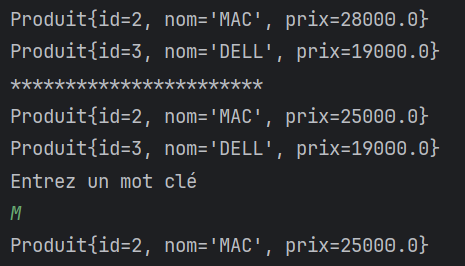 Produit{id=2, nom='MAC', prix=28000.0}
Produit{id=3, nom='DELL', prix=19000.0}
***********************
Produit{id=2, nom='MAC', prix=25000.0}
Produit{id=3, nom='DELL', prix=19000.0}
Entrez un mot clé
M
Produit{id=2, nom='MAC', prix=25000.0}